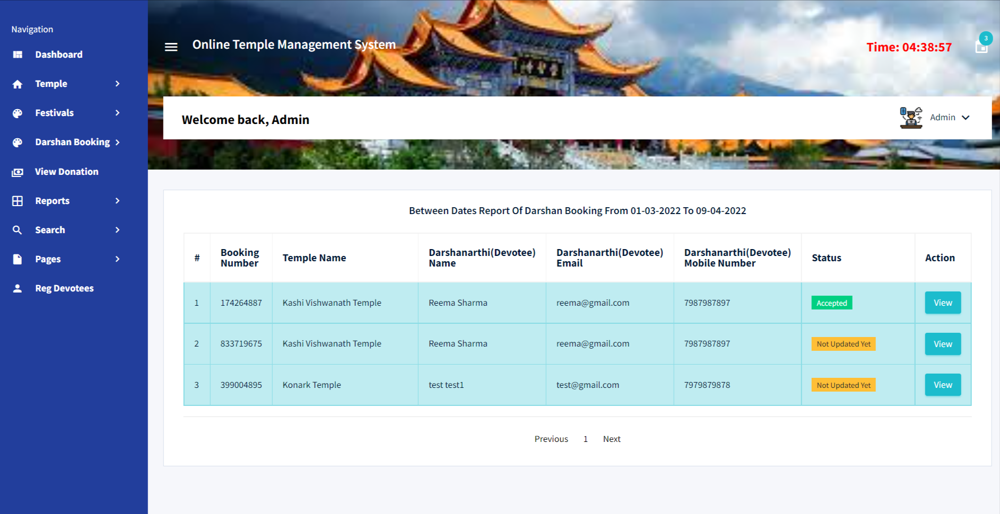 Navigation
Dashboard
Temple
Festivals
Darshan Booking
View Donation
Reports
Search
Pages
Reg Devotees
Online Temple Management System
Time: 04:38:57
3
Welcome back, Admin
Admin
Between Dates Report Of Darshan Booking From 01-03-2022 To 09-04-2022
# Booking Number Temple Name Darshanarthi(Devotee) Name Darshanarthi(Devotee) Email Darshanarthi(Devotee) Mobile Number Status Action
1 174264887 Kashi Vishwanath Temple Reema Sharma reema@gmail.com 7987987897 Accepted View
2 833719675 Kashi Vishwanath Temple Reema Sharma reema@gmail.com 7987987897 Not Updated Yet View
3 399004895 Konark Temple test test1 test@gmail.com 7979879878 Not Updated Yet View
Previous 1 Next